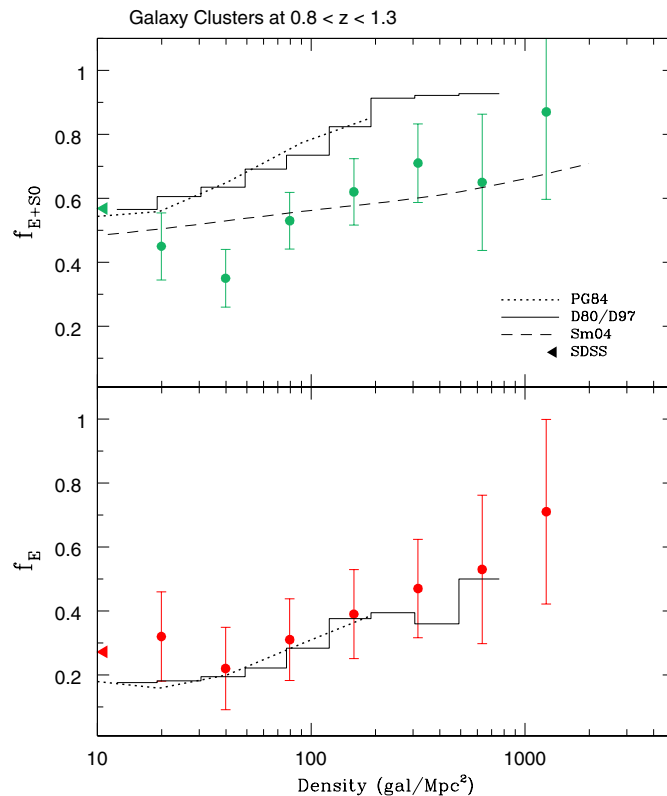 Galaxy Clusters at 0.8 < z < 1.3
1
0.8
0.6
0.4
0.2
f_{E+S0}
PG84
D80/D97
Sm04
SDSS
1
0.8
0.6
0.4
0.2
f_E
10
100
1000
Density (gal/Mpc²)